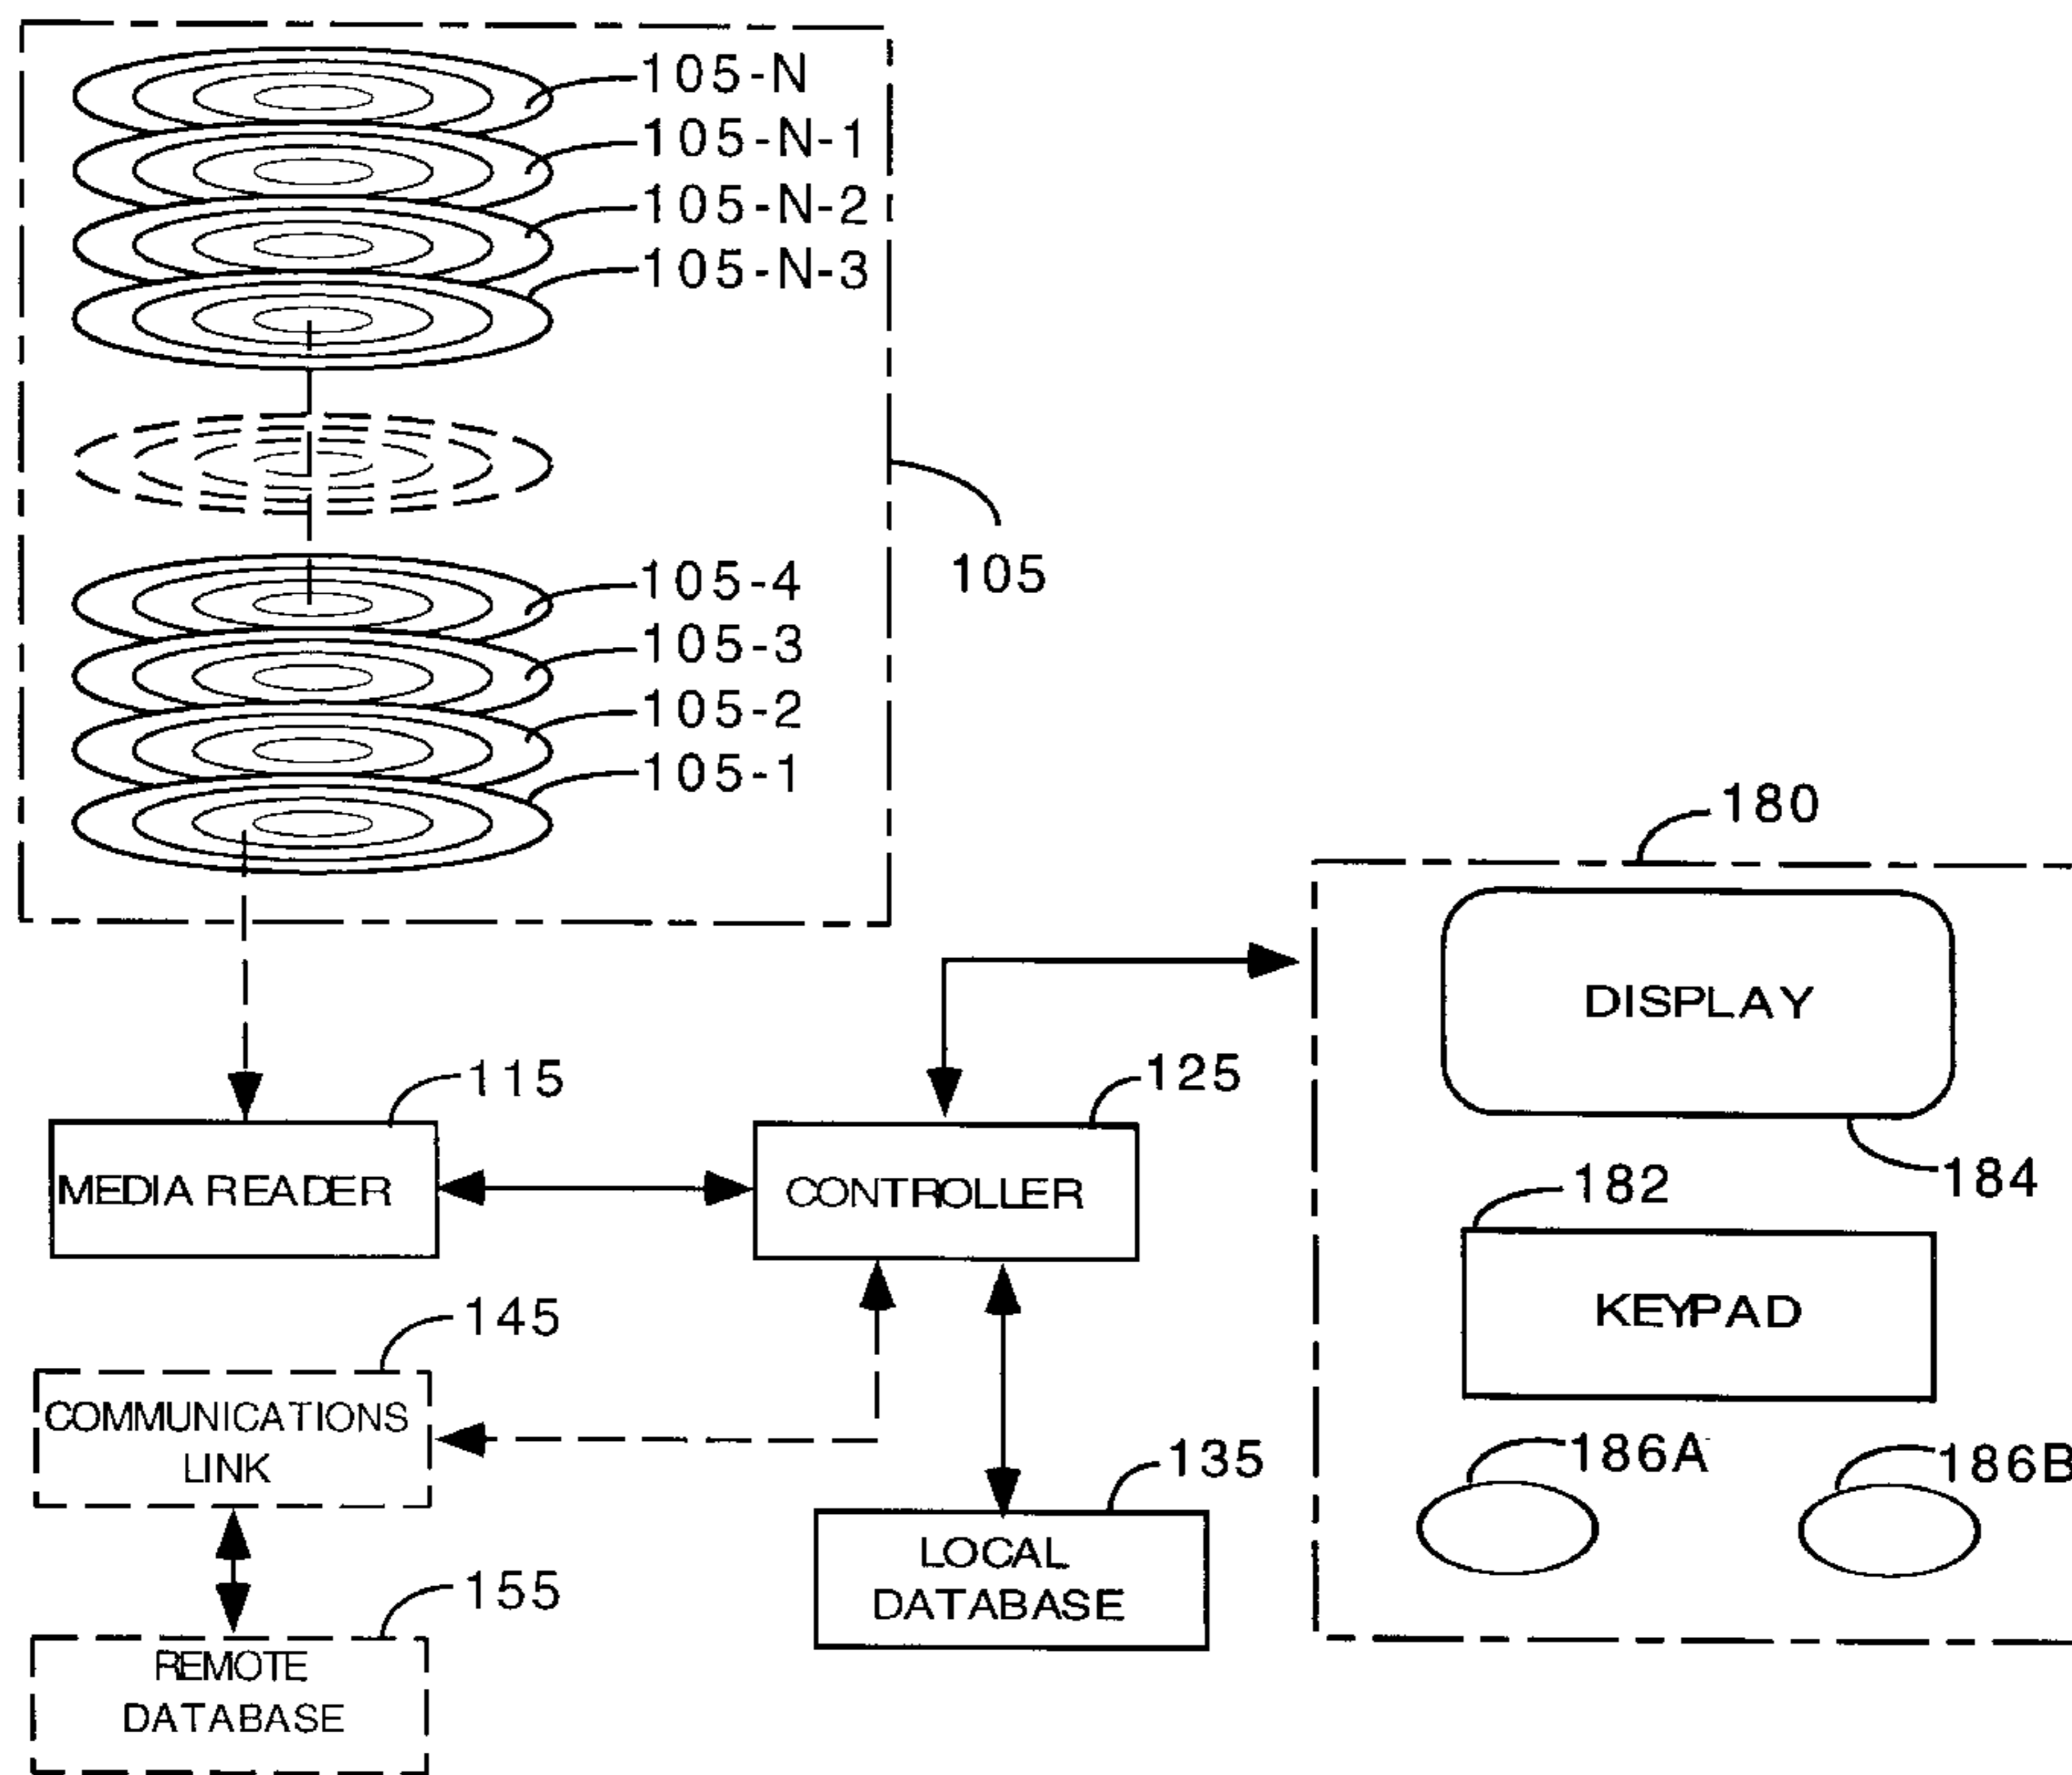 105-N
105-N-1
105-N-2
105-N-3
105
105-4
105-3
105-2
105-1
180
DISPLAY
184
115
125
MEDIA READER
CONTROLLER
182
KEYPAD
145
COMMUNICATIONS
LINK
186A
186B
135
LOCAL
DATABASE
155
REMOTE
DATABASE